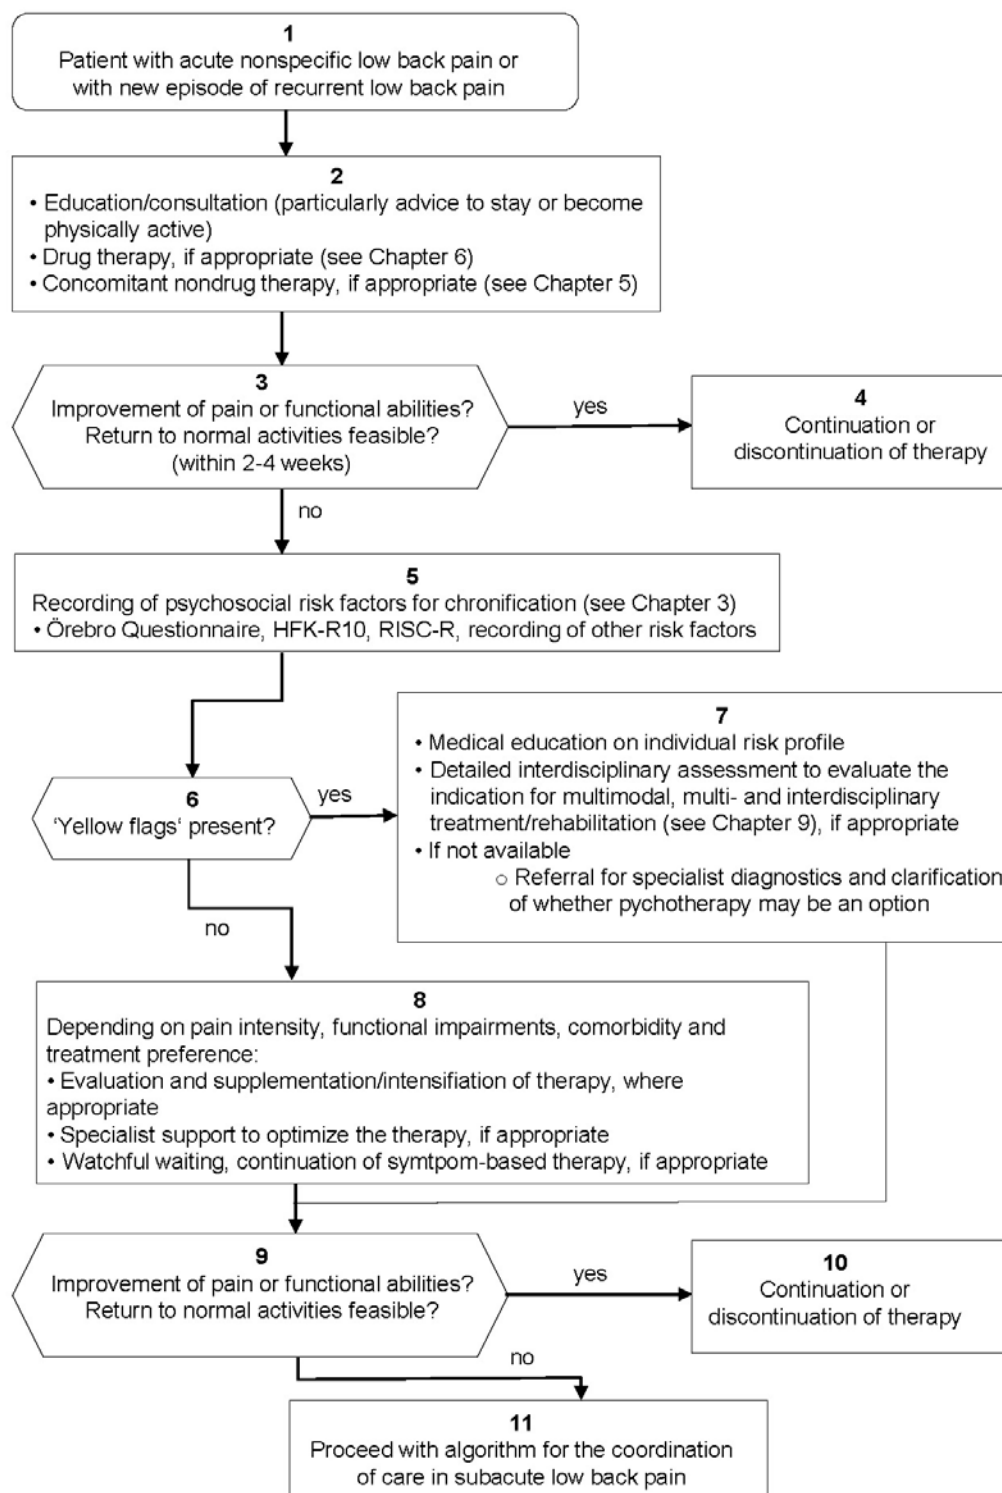 1
Patient with acute nonspecific low back pain or
with new episode of recurrent low back pain
2
• Education/consultation (particularly advice to stay or become
physically active)
• Drug therapy, if appropriate (see Chapter 6)
• Concomitant nondrug therapy, if appropriate (see Chapter 5)
3
Improvement of pain or functional abilities?
Return to normal activities feasible?
(within 2-4 weeks)
yes
4
Continuation or
discontinuation of therapy
no
5
Recording of psychosocial risk factors for chronification (see Chapter 3)
• Örebro Questionnaire, HFK-R10, RISC-R, recording of other risk factors
6
'Yellow flags' present?
yes
7
• Medical education on individual risk profile
• Detailed interdisciplinary assessment to evaluate the
indication for multimodal, multi- and interdisciplinary
treatment/rehabilitation (see Chapter 9), if appropriate
• If not available
o Referral for specialist diagnostics and clarification
of whether pychotherapy may be an option
no
8
Depending on pain intensity, functional impairments, comorbidity and
treatment preference:
• Evaluation and supplementation/intensifiation of therapy, where
appropriate
• Specialist support to optimize the therapy, if appropriate
• Watchful waiting, continuation of symtpom-based therapy, if appropriate
9
Improvement of pain or functional abilities?
Return to normal activities feasible?
yes
10
Continuation or
discontinuation of therapy
no
11
Proceed with algorithm for the coordination
of care in subacute low back pain